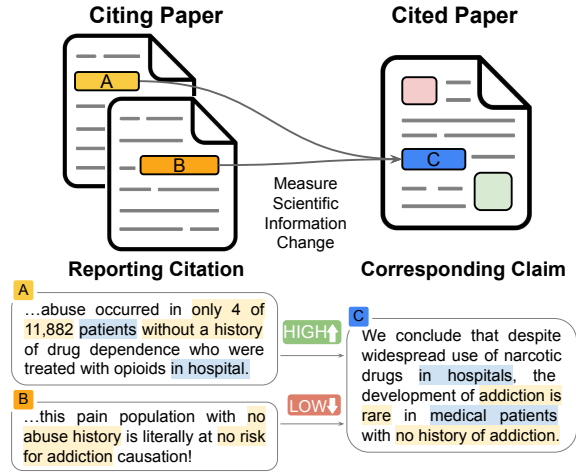 Citing Paper
Cited Paper
A
B
C
Measure
Scientific
Information
Change
Reporting Citation
Corresponding Claim
A
…abuse occurred in only 4 of
11,882 patients without a history
of drug dependence who were
treated with opioids in hospital.
HIGH
B
…this pain population with no
abuse history is literally at no risk
for addiction causation!
LOW
C
We conclude that despite
widespread use of narcotic
drugs in hospitals, the
development of addiction is
rare in medical patients
with no history of addiction.